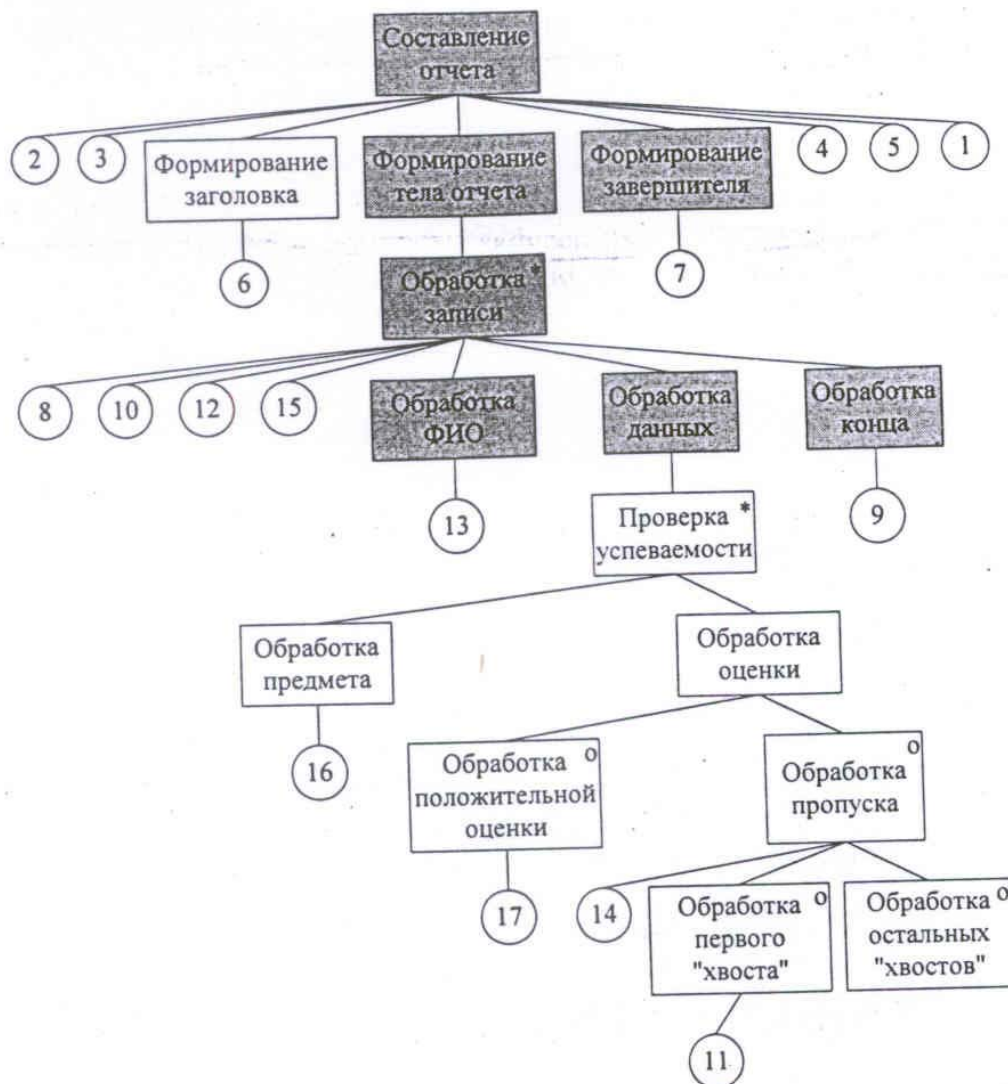 Составление
отчета
2
3
Формирование
заголовка
Формирование
тела отчета
Формирование
завершителя
4
5
1
6
7
Обработка *
записи
8
10
12
15
Обработка
ФИО
Обработка
данных
Обработка
конца
13
9
Проверка *
успеваемости
Обработка
предмета
Обработка
оценки
16
Обработка о
положительной
оценки
Обработка о
пропуска
17
14
Обработка о
первого
"хвоста"
Обработка о
остальных
"хвостов"
11